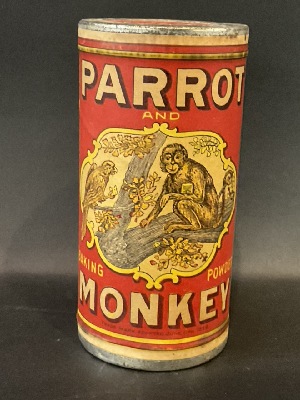 PARROT
AND
BAKING POWDER
MONKEY